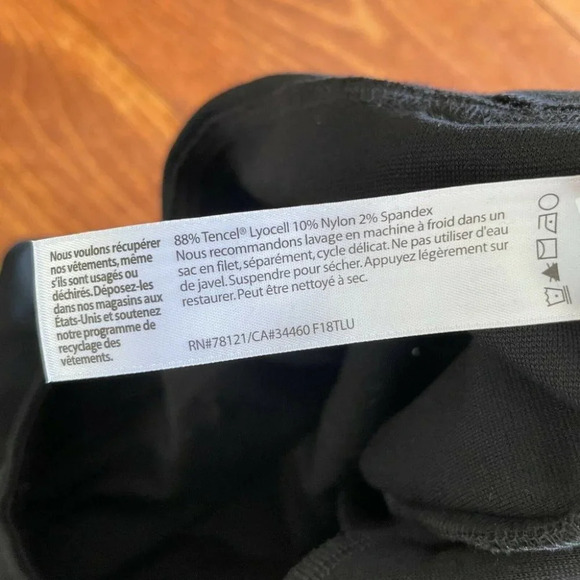 Nous voulons récupérer
nos vêtements, même
s'ils sont usagés ou
déchirés. Déposez-les
dans nos magasins aux
États-Unis et soutenez
notre programme de
recyclage des
vêtements.
88% Tencel® Lyocell 10% Nylon 2% Spandex
Nous recommandons lavage en machine à froid dans un
sac en filet, séparément, cycle délicat. Ne pas utiliser d'eau
de javel. Suspendre pour sécher. Appuyez légèrement sur
restaurer. Peut être nettoyé à sec.
RN#78121/CA#34460 F18TLU